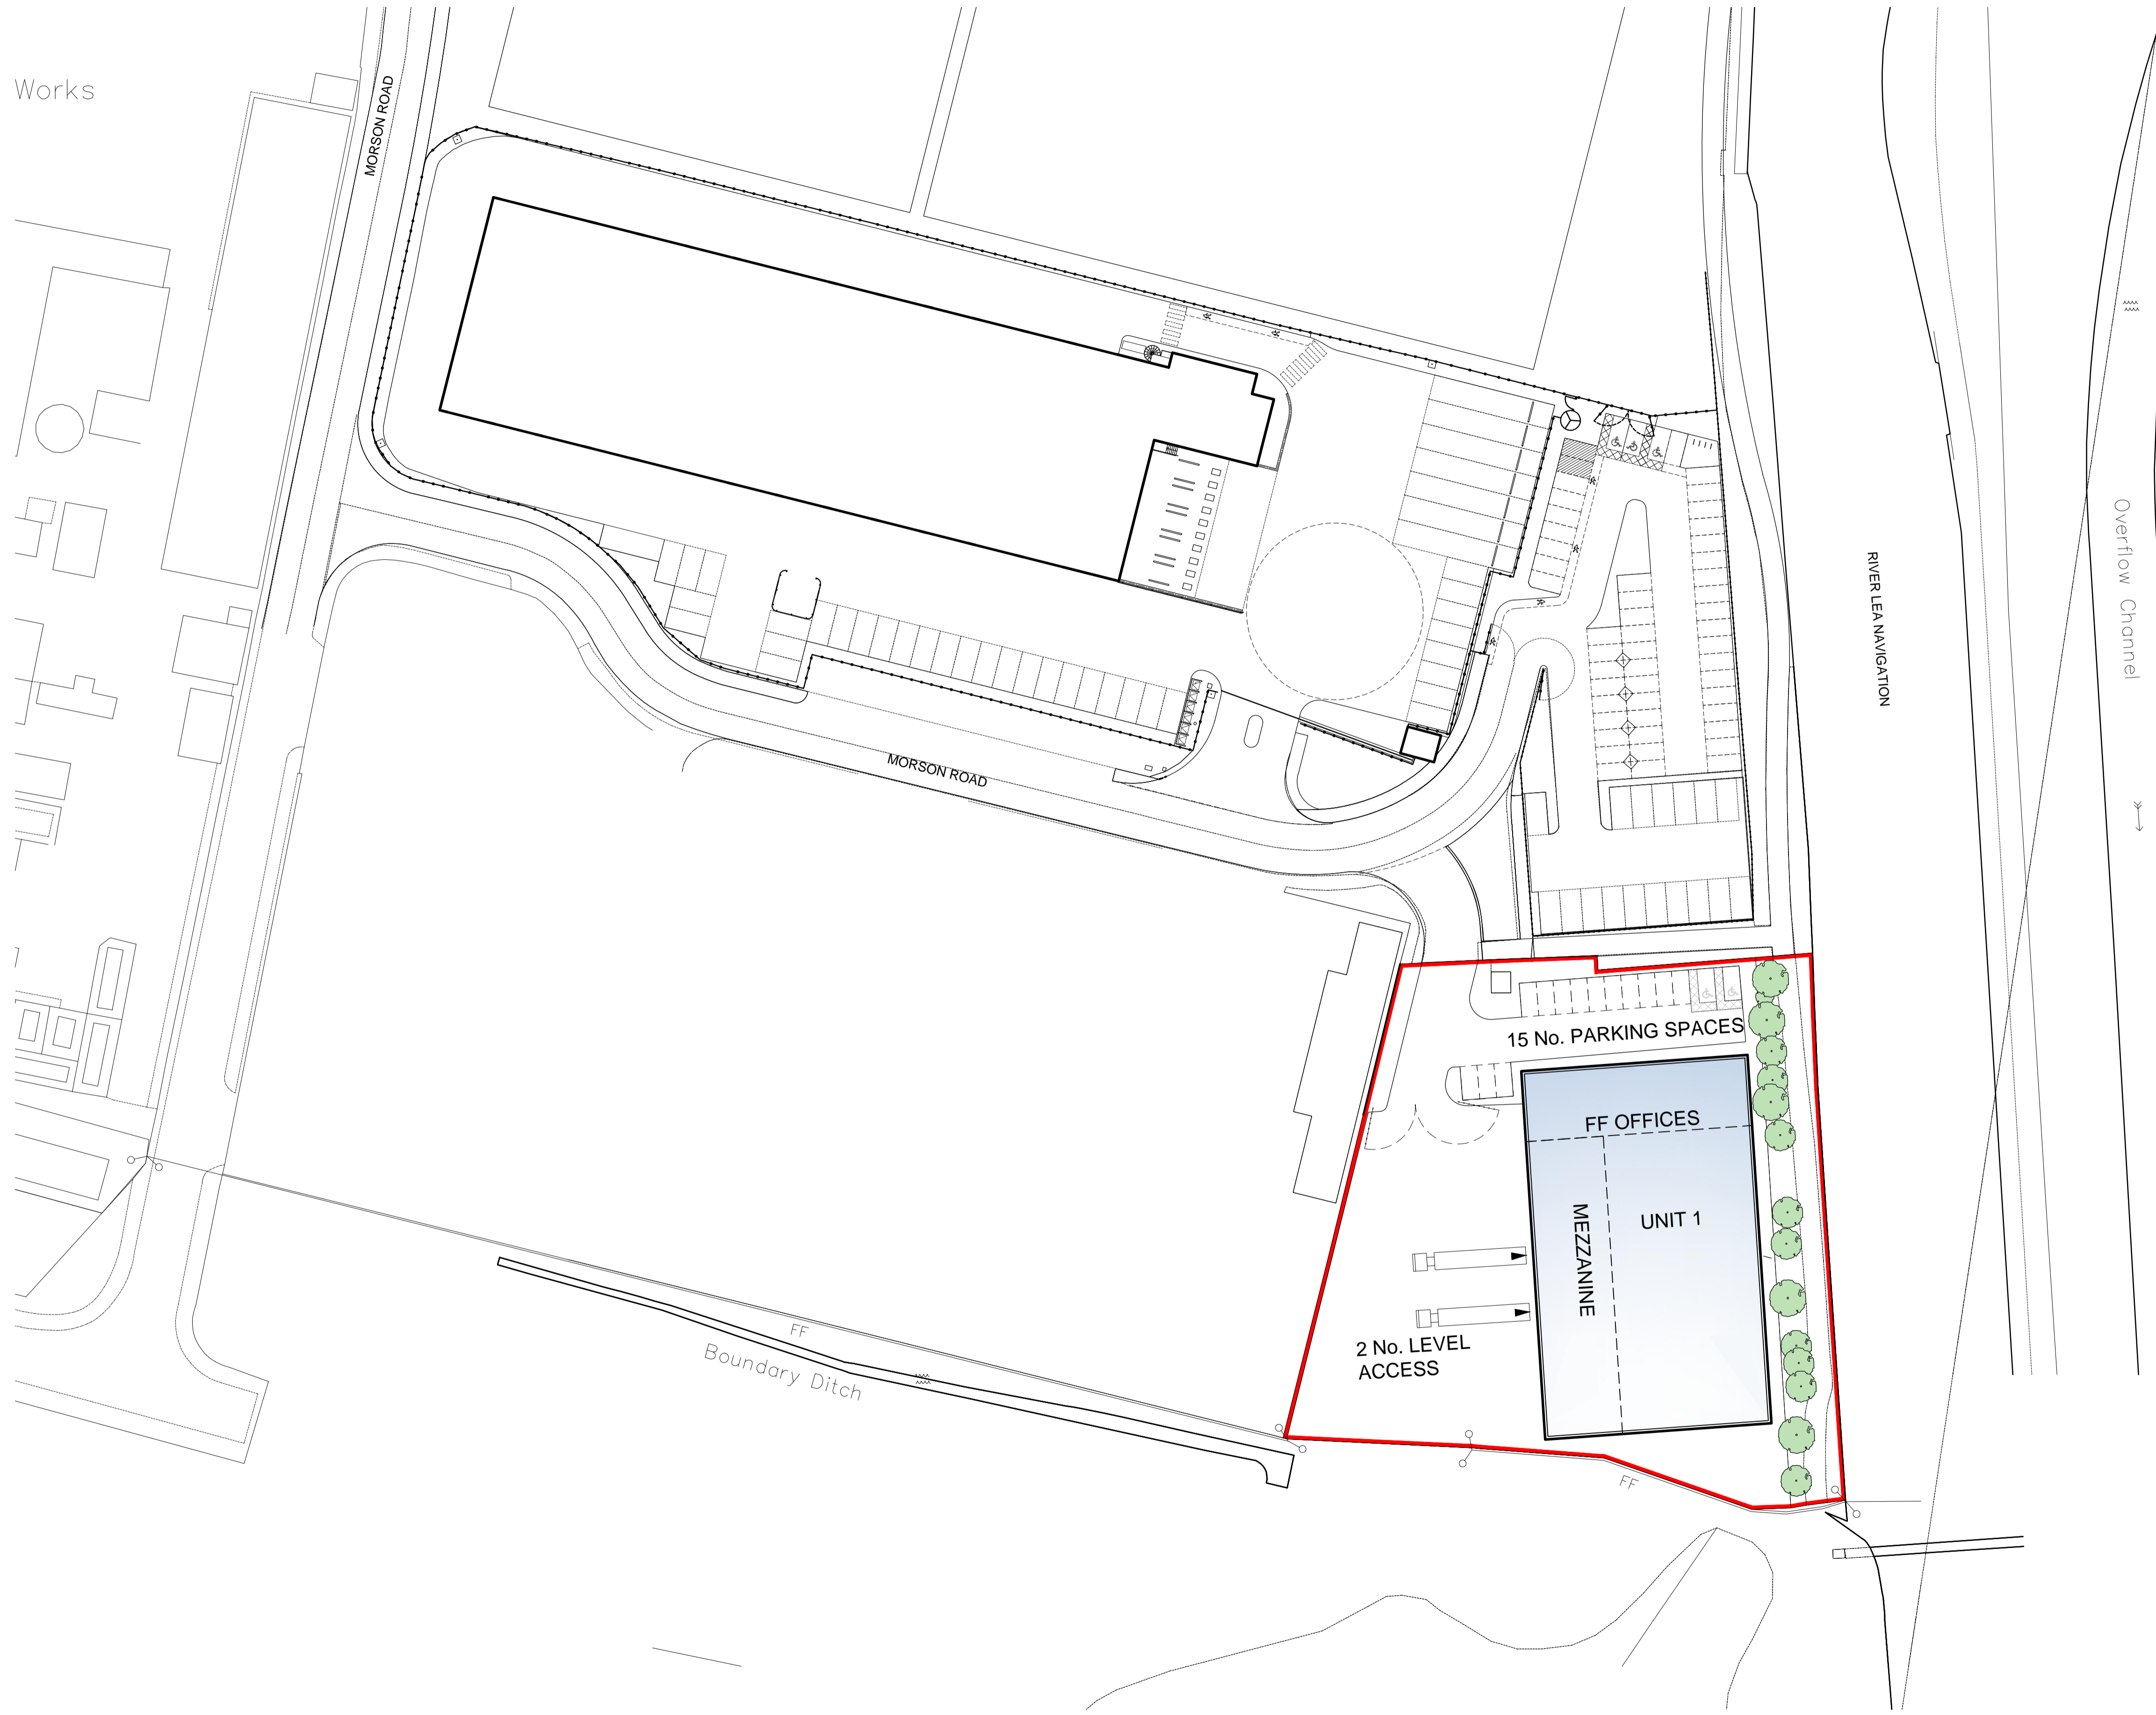 Works
MORSON ROAD
Overflow Channel
RIVER LEA NAVIGATION
MORSON ROAD
15 No. PARKING SPACES
FF OFFICES
MEZZANINE
UNIT 1
2 No. LEVEL
ACCESS
FF
Boundary Ditch
FF